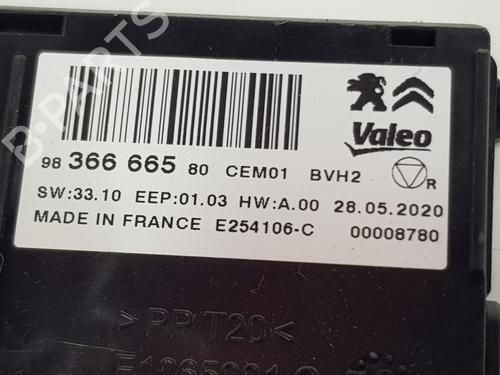 B-PARTS
Valeo
98 366 665 80 CEM01 BVH2 R
SW:33.10 EEP:01.03 HW:A.00 28.05.2020
MADE IN FRANCE E254106-C 00008780
>PP T20<